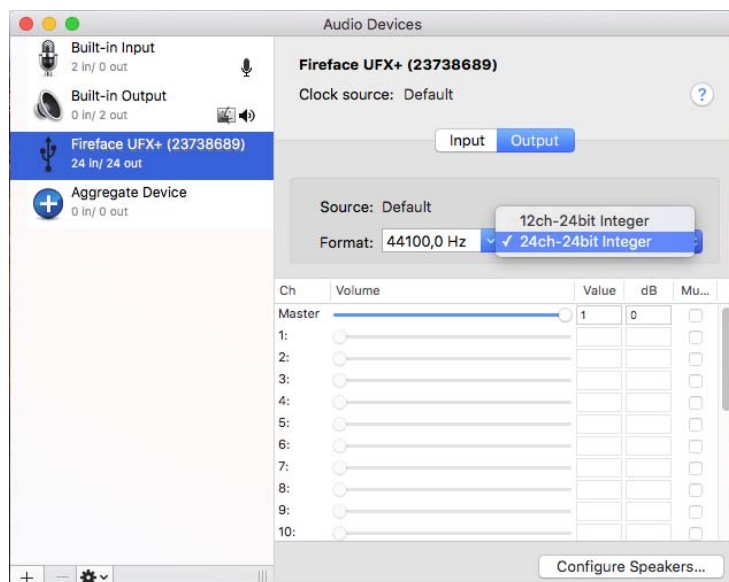 Audio Devices
Built-in Input
2 in/ 0 out
Built-in Output
0 in/ 2 out
Fireface UFX+ (23738689)
24 in/ 24 out
Aggregate Device
0 in/ 0 out
Fireface UFX+ (23738689)
Clock source: Default
?
Input Output
Source: Default
12ch-24bit Integer
Format: 44100,0 Hz ✓ 24ch-24bit Integer
Ch Volume Value dB Mu...
Master 1 0
1:
2:
3:
4:
5:
6:
7:
8:
9:
10:
Configure Speakers...